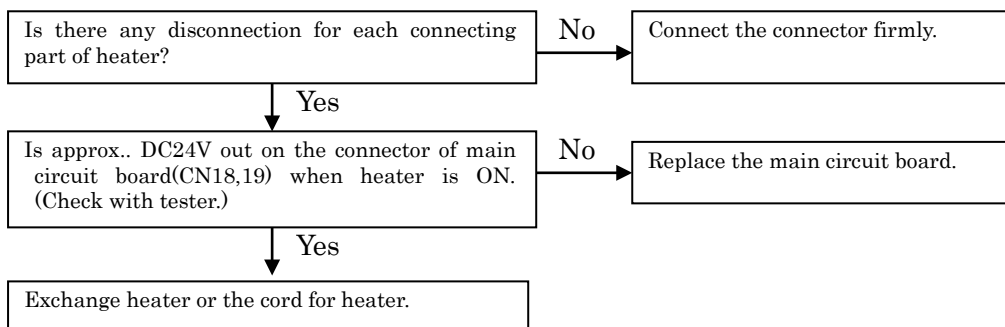 Is there any disconnection for each connecting
part of heater?
No
Connect the connector firmly.
Yes
Is approx.. DC24V out on the connector of main
circuit board(CN18,19) when heater is ON.
(Check with tester.)
No
Replace the main circuit board.
Yes
Exchange heater or the cord for heater.